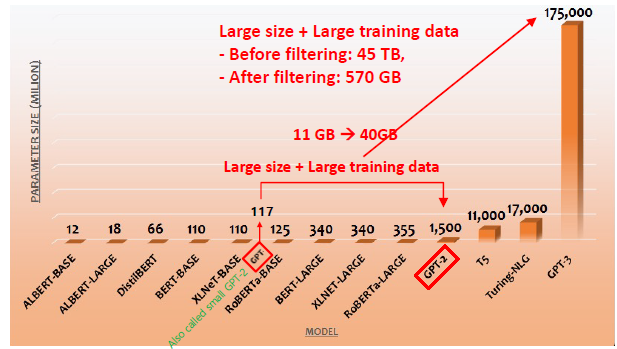 Large size + Large training data
- Before filtering: 45 TB,
- After filtering: 570 GB
175,000
11 GB → 40GB
Large size + Large training data
PARAMETER SIZE (MILION)
12
18
66
110
110
117
125
340
340
355
1,500
11,000
17,000
ALBERT-BASE
ALBERT-LARGE
DistilBERT
BERT-BASE
XLNeT-BASE
GPT
Also called small GPT-2
RoBERTa-BASE
BERT-LARGE
XLNET-LARGE
RoBERTa-LARGE
GPT-2
T5
Turing-NLG
GPT-3
MODEL